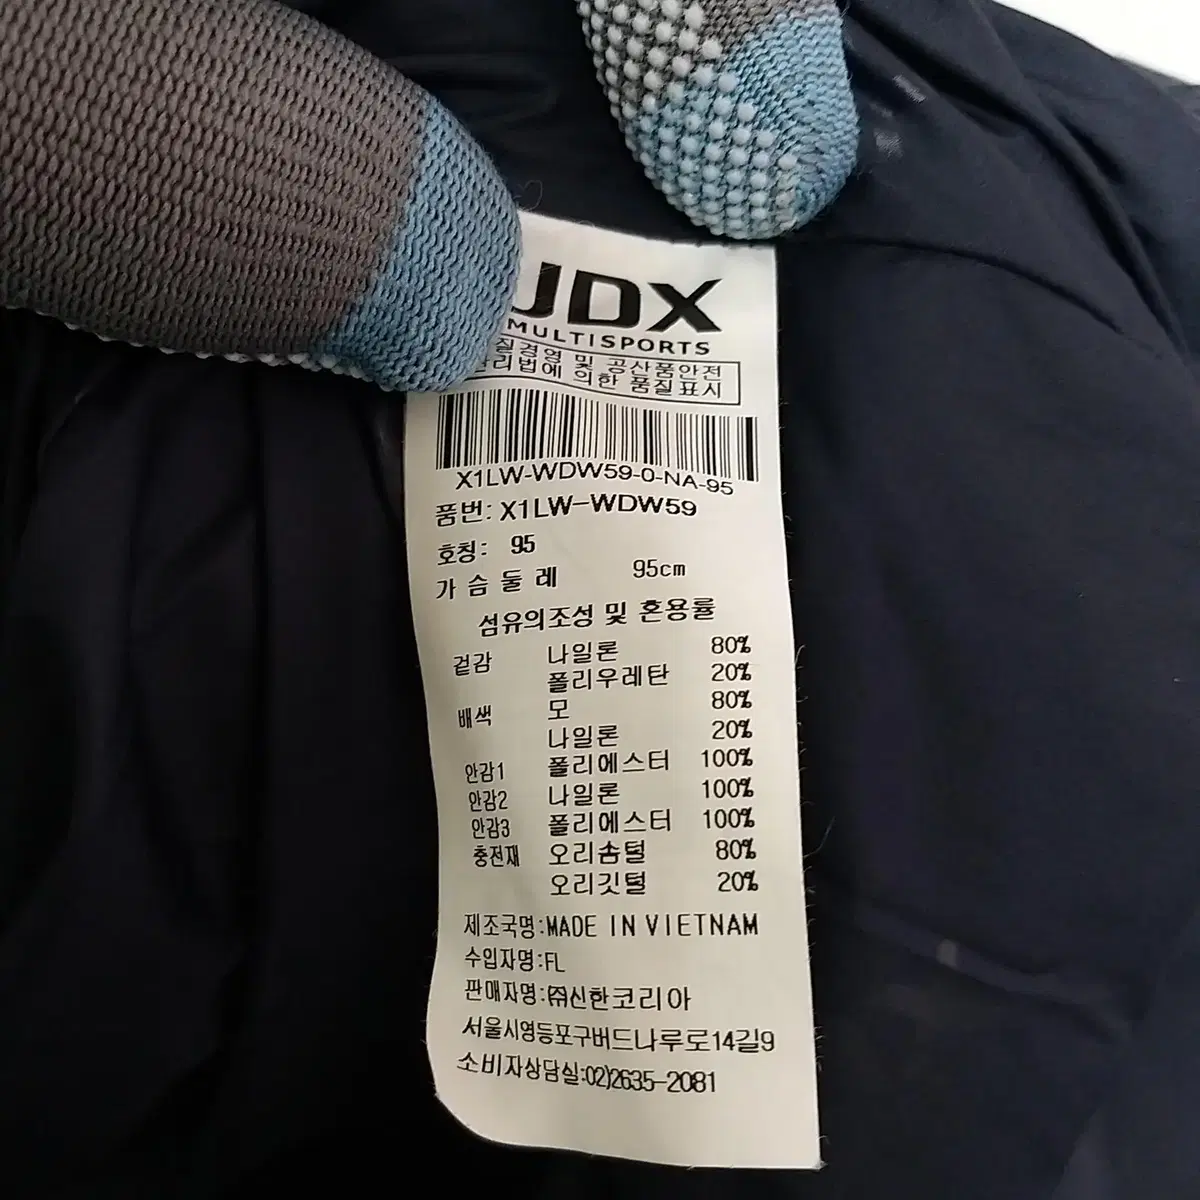 JDX
MULTISPORTS
질경영 및 공산품안전
관리법에 의한 품질표시
X1LW-WDW59-0-NA-95
품번: X1LW-WDW59
호칭: 95
가슴둘레 95cm
섬유의조성 및 혼용률
겉감 나일론 80%
폴리우레탄 20%
배색 모 80%
나일론 20%
안감1 폴리에스터 100%
안감2 나일론 100%
안감3 폴리에스터 100%
충전재 오리솜털 80%
오리깃털 20%
제조국명:MADE IN VIETNAM
수입자명:FL
판매자명:㈜신한코리아
서울시영등포구버드나루로14길9
소비자상담실:02)2635-2081